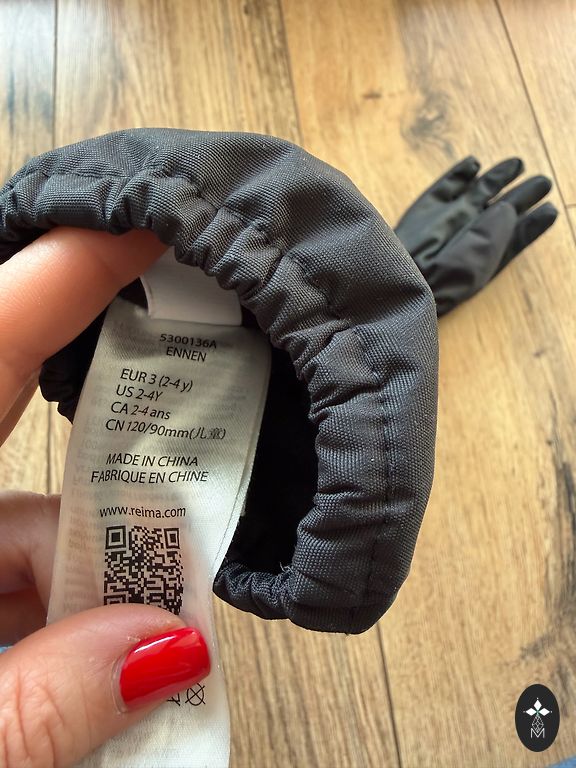 5300136A
ENNEN
EUR 3 (2-4 y)
US 2-4Y
CA 2-4 ans
CN 120/90mm(儿童)
MADE IN CHINA
FABRIQUE EN CHINE
www.reima.com